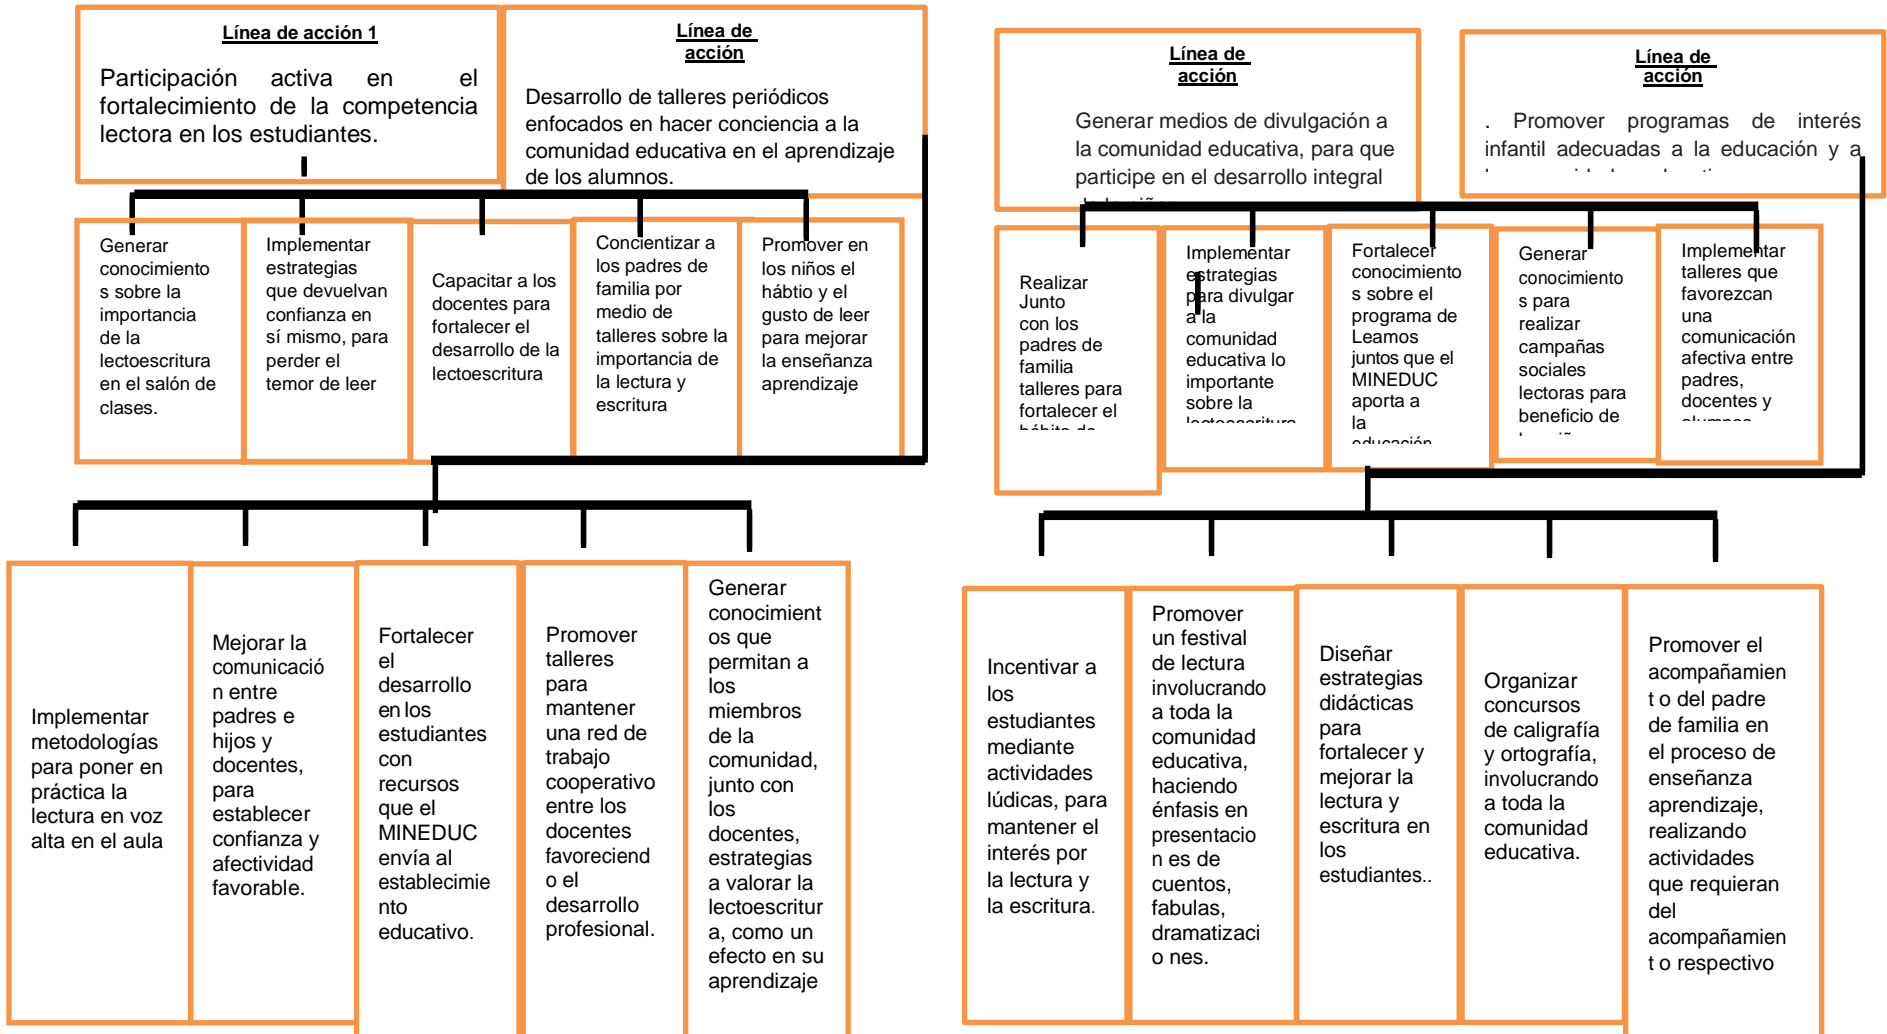 Línea de acción 1
Participación activa en el
fortalecimiento de la competencia
lectora en los estudiantes.
Línea de
acción
Desarrollo de talleres periódicos
enfocados en hacer conciencia a la
comunidad educativa en el aprendizaje
de los alumnos.
Línea de
acción
Generar medios de divulgación a
la comunidad educativa, para que
participe en el desarrollo integral
Línea de
acción
. Promover programas de interés
infantil adecuadas a la educación y a
Generar
conocimiento
s sobre la
importancia
de la
lectoescritura
en el salón de
clases.
Implementar
estrategias
que devuelvan
confianza en
sí mismo, para
perder el
temor de leer
Capacitar a los
docentes para
fortalecer el
desarrollo de la
lectoescritura
Concientizar a
los padres de
familia por
medio de
talleres sobre la
importancia de
la lectura y
escritura
Promover en
los niños el
hábtio y el
gusto de leer
para mejorar
la enseñanza
aprendizaje
Realizar
Junto
con los
padres de
familia
talleres para
fortalecer el
hábito de
Implementar
estrategias
para divulgar
a la
comunidad
educativa lo
importante
sobre la
lectoescritura
Fortalecer
conocimiento
s sobre el
programa de
Leamos
juntos que el
MINEDUC
aporta a
la
educación
Generar
conocimiento
s para
realizar
campañas
sociales
lectoras para
beneficio de
Implementar
talleres que
favorezcan
una
comunicación
afectiva entre
padres,
docentes y
alumnos
Implementar
metodologías
para poner en
práctica la
lectura en voz
alta en el aula
Mejorar la
comunicació
n entre
padres e
hijos y
docentes,
para
establecer
confianza y
afectividad
favorable.
Fortalecer
el
desarrollo
en los
estudiantes
con
recursos
que el
MINEDUC
envía al
establecimie
nto
educativo.
Promover
talleres
para
mantener
una red de
trabajo
cooperativo
entre los
docentes
favoreciend
o el
desarrollo
profesional.
Generar
conocimient
os que
permitan a
los
miembros
de la
comunidad,
junto con
los
docentes,
estrategias
a valorar la
lectoescritur
a, como un
efecto en su
aprendizaje
Incentivar a
los
estudiantes
mediante
actividades
lúdicas, para
mantener el
interés por
la lectura y
la escritura.
Promover
un festival
de lectura
involucrando
a toda la
comunidad
educativa,
haciendo
énfasis en
presentacio
n es de
cuentos,
fabulas,
dramatizaci
o nes.
Diseñar
estrategias
didácticas
para
fortalecer y
mejorar la
lectura y
escritura en
los
estudiantes..
Organizar
concursos
de caligrafía
y ortografía,
involucrando
a toda la
comunidad
educativa.
Promover el
acompañamien
t o del padre
de familia en
el proceso de
enseñanza
aprendizaje,
realizando
actividades
que requieran
del
acompañamien
t o respectivo